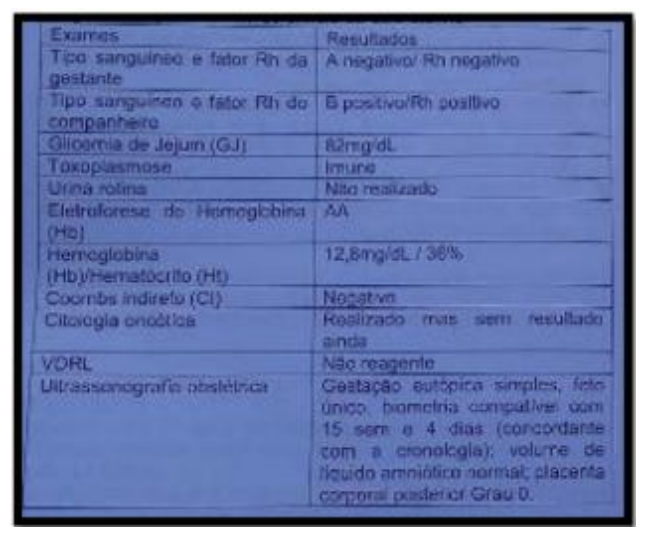 Exames Resultados
Tipo sanguíneo e fator Rh da A negativo/ Rh negativo
gestante
Tipo sanguíneo e fator Rh do B positivo/Rh positivo
companheiro
Glicemia de Jejum (GJ) 82mg/dL
Toxoplasmose Imune
Urina rotina Não realizado
Eletroforese de Hemoglobina AA
(Hb)
Hemoglobina 12,8mg/dL / 36%
(Hb)/Hematócrito (Ht)
Coombs indireto (CI) Negativo
Citologia oncótica Realizado mas sem resultado
ainda
VDRL Não reagente
Ultrassonografia obstétrica Gestação eutópica simples, feto
único, biometria compatível com
15 sem e 4 dias (concordante
com a cronologia); volume de
líquido amniótico normal; placenta
corporal posterior Grau 0.